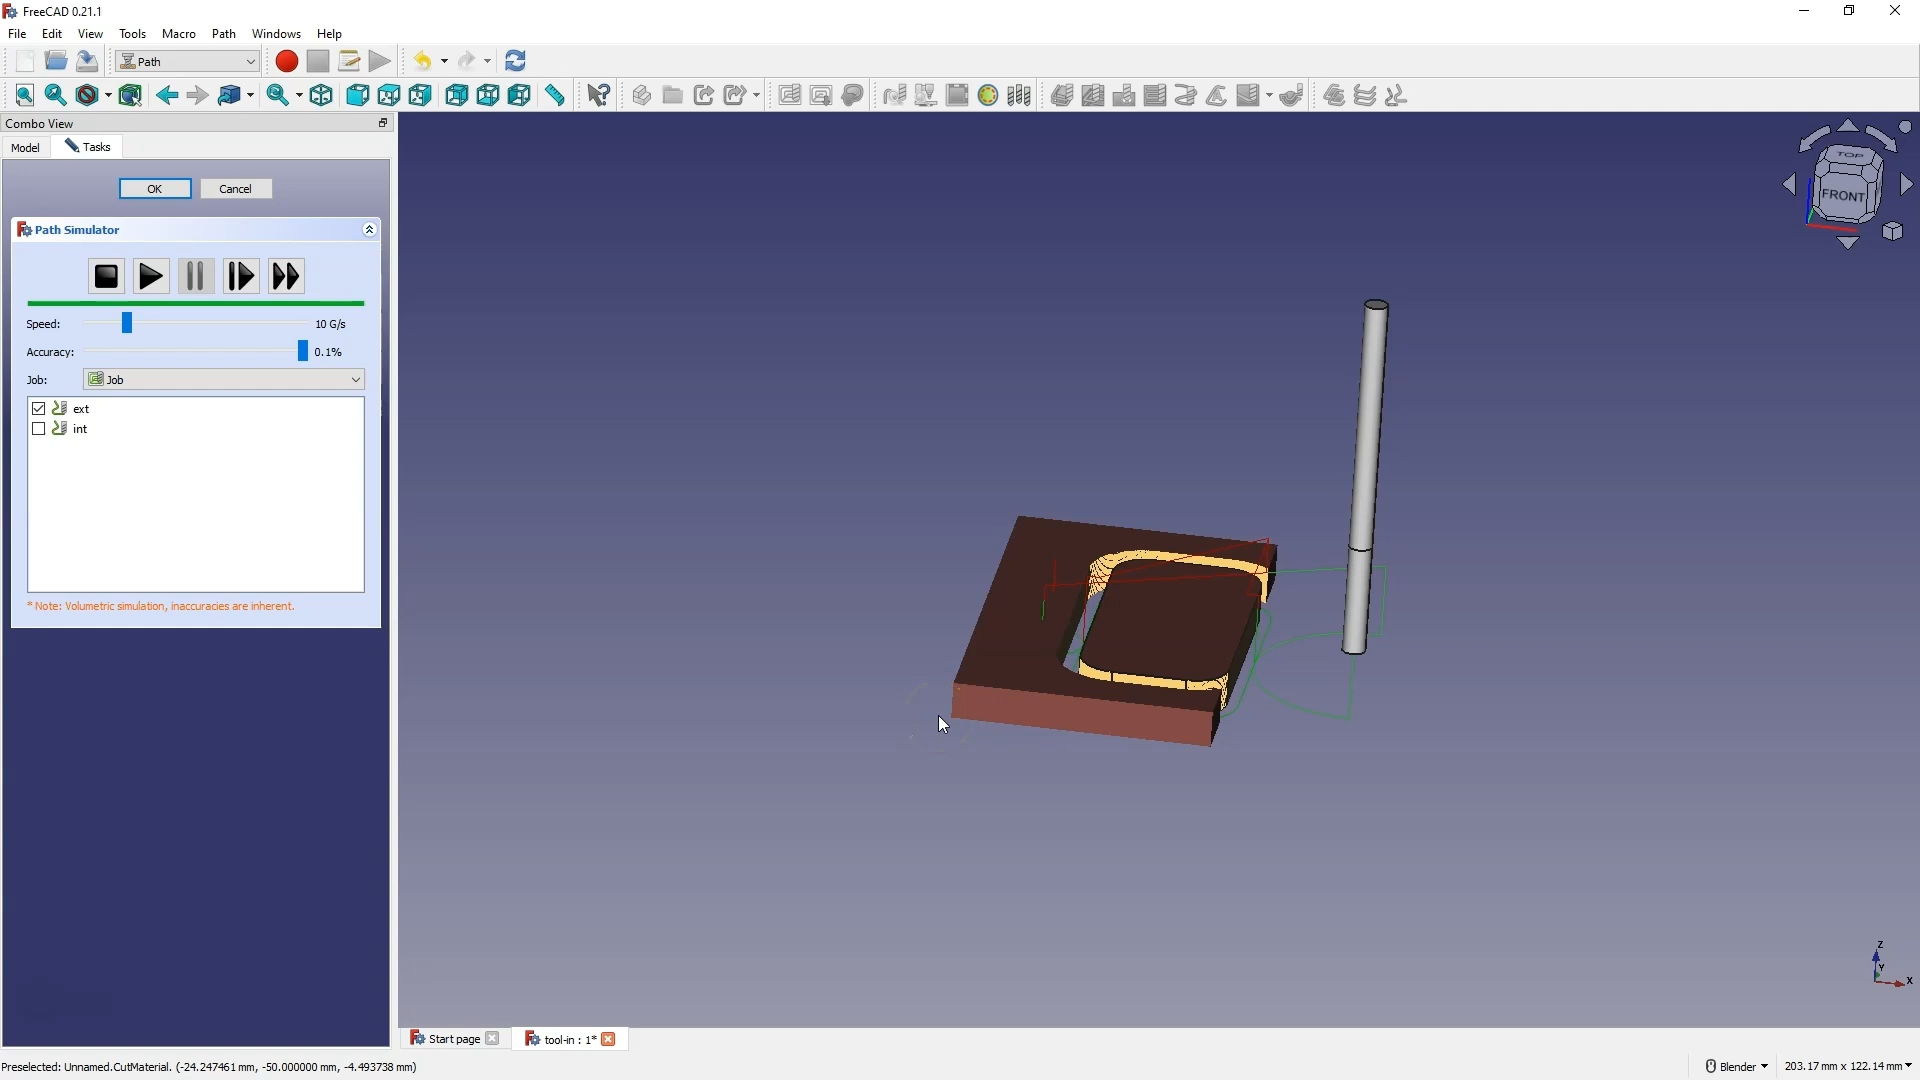 FreeCAD 0.21.1
File Edit View Tools Macro Path Windows Help
Path
Combo View
Model Tasks
OK Cancel
Path Simulator
Speed: 10 G/s
Accuracy: 0.1%
Job: Job
ext
int
* Note: Volumetric simulation, inaccuracies are inherent.
TOP
FRONT
Z
Y
X
Start page tool-in : 1*
Preselected: Unnamed.CutMaterial. (-24.247461 mm, -50.000000 mm, -4.493738 mm)
Blender 203.17 mm x 122.14 mm